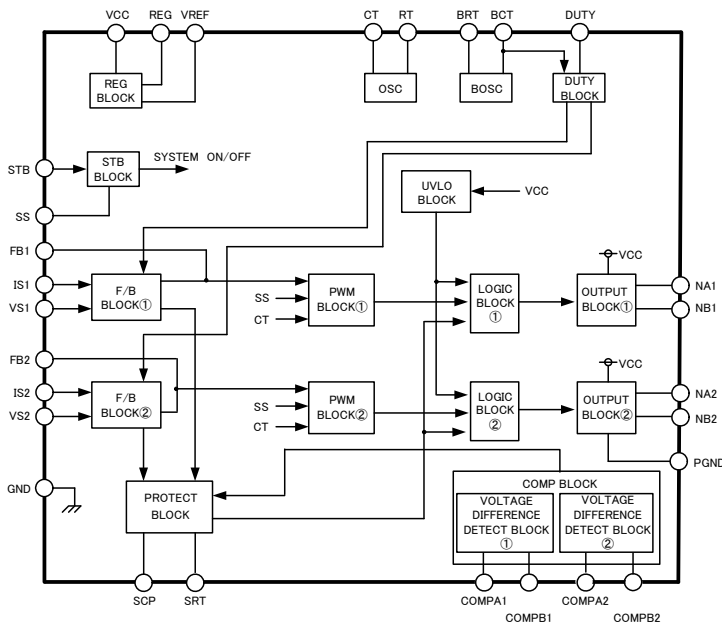 VCC REG VREF CT RT BRT BCT DUTY
REG
BLOCK
OSC
BOSC
DUTY
BLOCK
STB
STB
BLOCK
SYSTEM ON/OFF
SS
UVLO
BLOCK
VCC
FB1
IS1
VS1
F/B
BLOCK①
SS
CT
PWM
BLOCK①
LOGIC
BLOCK
①
VCC
OUTPUT
BLOCK①
NA1
NB1
FB2
IS2
VS2
F/B
BLOCK②
SS
CT
PWM
BLOCK②
LOGIC
BLOCK
②
VCC
OUTPUT
BLOCK②
NA2
NB2
PGND
GND
PROTECT
BLOCK
COMP BLOCK
VOLTAGE
DIFFERENCE
DETECT BLOCK
①
VOLTAGE
DIFFERENCE
DETECT BLOCK
②
SCP SRT COMPA1 COMPB1 COMPA2 COMPB2